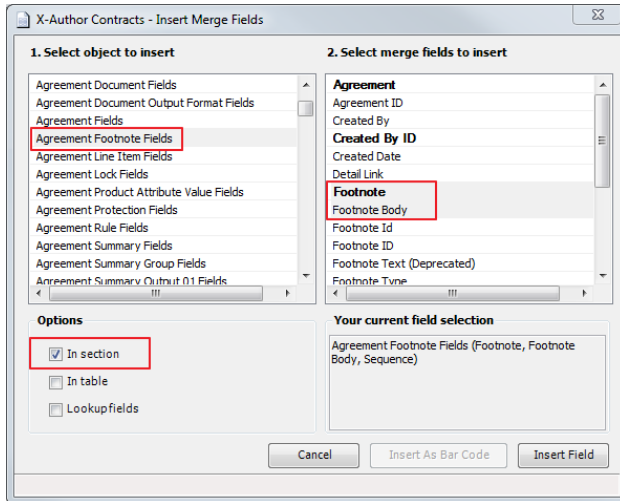 X-Author Contracts - Insert Merge Fields
1. Select object to insert
Agreement Document Fields
Agreement Document Output Format Fields
Agreement Fields
Agreement Footnote Fields
Agreement Line Item Fields
Agreement Lock Fields
Agreement Product Attribute Value Fields
Agreement Protection Fields
Agreement Rule Fields
Agreement Summary Fields
Agreement Summary Group Fields
Agreement Summary Output 01 Fields
2. Select merge fields to insert
Agreement
Agreement ID
Created By
Created By ID
Created Date
Detail Link
Footnote
Footnote Body
Footnote Id
Footnote ID
Footnote Text (Deprecated)
Footnote Type
Options
In section
In table
Lookup fields
Your current field selection
Agreement Footnote Fields (Footnote, Footnote
Body, Sequence)
Cancel
Insert As Bar Code
Insert Field